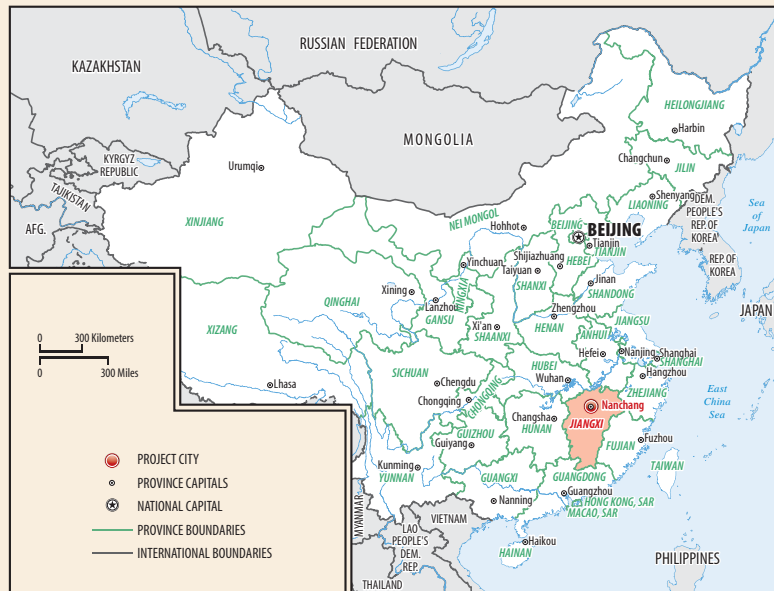 RUSSIAN FEDERATION
KAZAKHSTAN
MONGOLIA
HEILONGJIANG
Harbin
Changchun
JILIN
KYRGYZ
REPUBLIC
Urumqi
TAJIKISTAN
Shenyang
LIAONING
DEM.
PEOPLE'S
REP. OF
KOREA
Sea
of
Japan
AFG.
XINJIANG
NEI MONGOL
Hohhot
BEIJING
BEIJING
Tianjin
TIANJIN
Shijiazhuang
HEBEI
REP. OF
KOREA
Yinchuan
Taiyuan
SHANXI
NINGXIA
Jinan
SHANDONG
Xining
QINGHAI
Lanzhou
GANSU
Zhengzhou
XIZANG
JAPAN
0 300 Kilometers
0 300 Miles
Xi'an
SHAANXI
HENAN
JIANGSU
ANHUI
Hefei
Nanjing
Shanghai
SHANGHAI
HUBEI
Wuhan
Hangzhou
SICHUAN
Chengdu
CHONGQING
Chongqing
Lhasa
ZHEJIANG
East
China
Sea
Nanchang
JIANGXI
Changsha
HUNAN
GUIZHOU
Guiyang
FUJIAN
Fuzhou
PROJECT CITY
PROVINCE CAPITALS
NATIONAL CAPITAL
PROVINCE BOUNDARIES
INTERNATIONAL BOUNDARIES
Kunming
YUNNAN
GUANGXI
GUANGDONG
TAIWAN
Guangzhou
Nanning
HONG KONG, SAR
MACAO, SAR
MYANMAR
VIETNAM
LAO
PEOPLE'S
DEM.
REP.
Haikou
HAINAN
PHILIPPINES
THAILAND